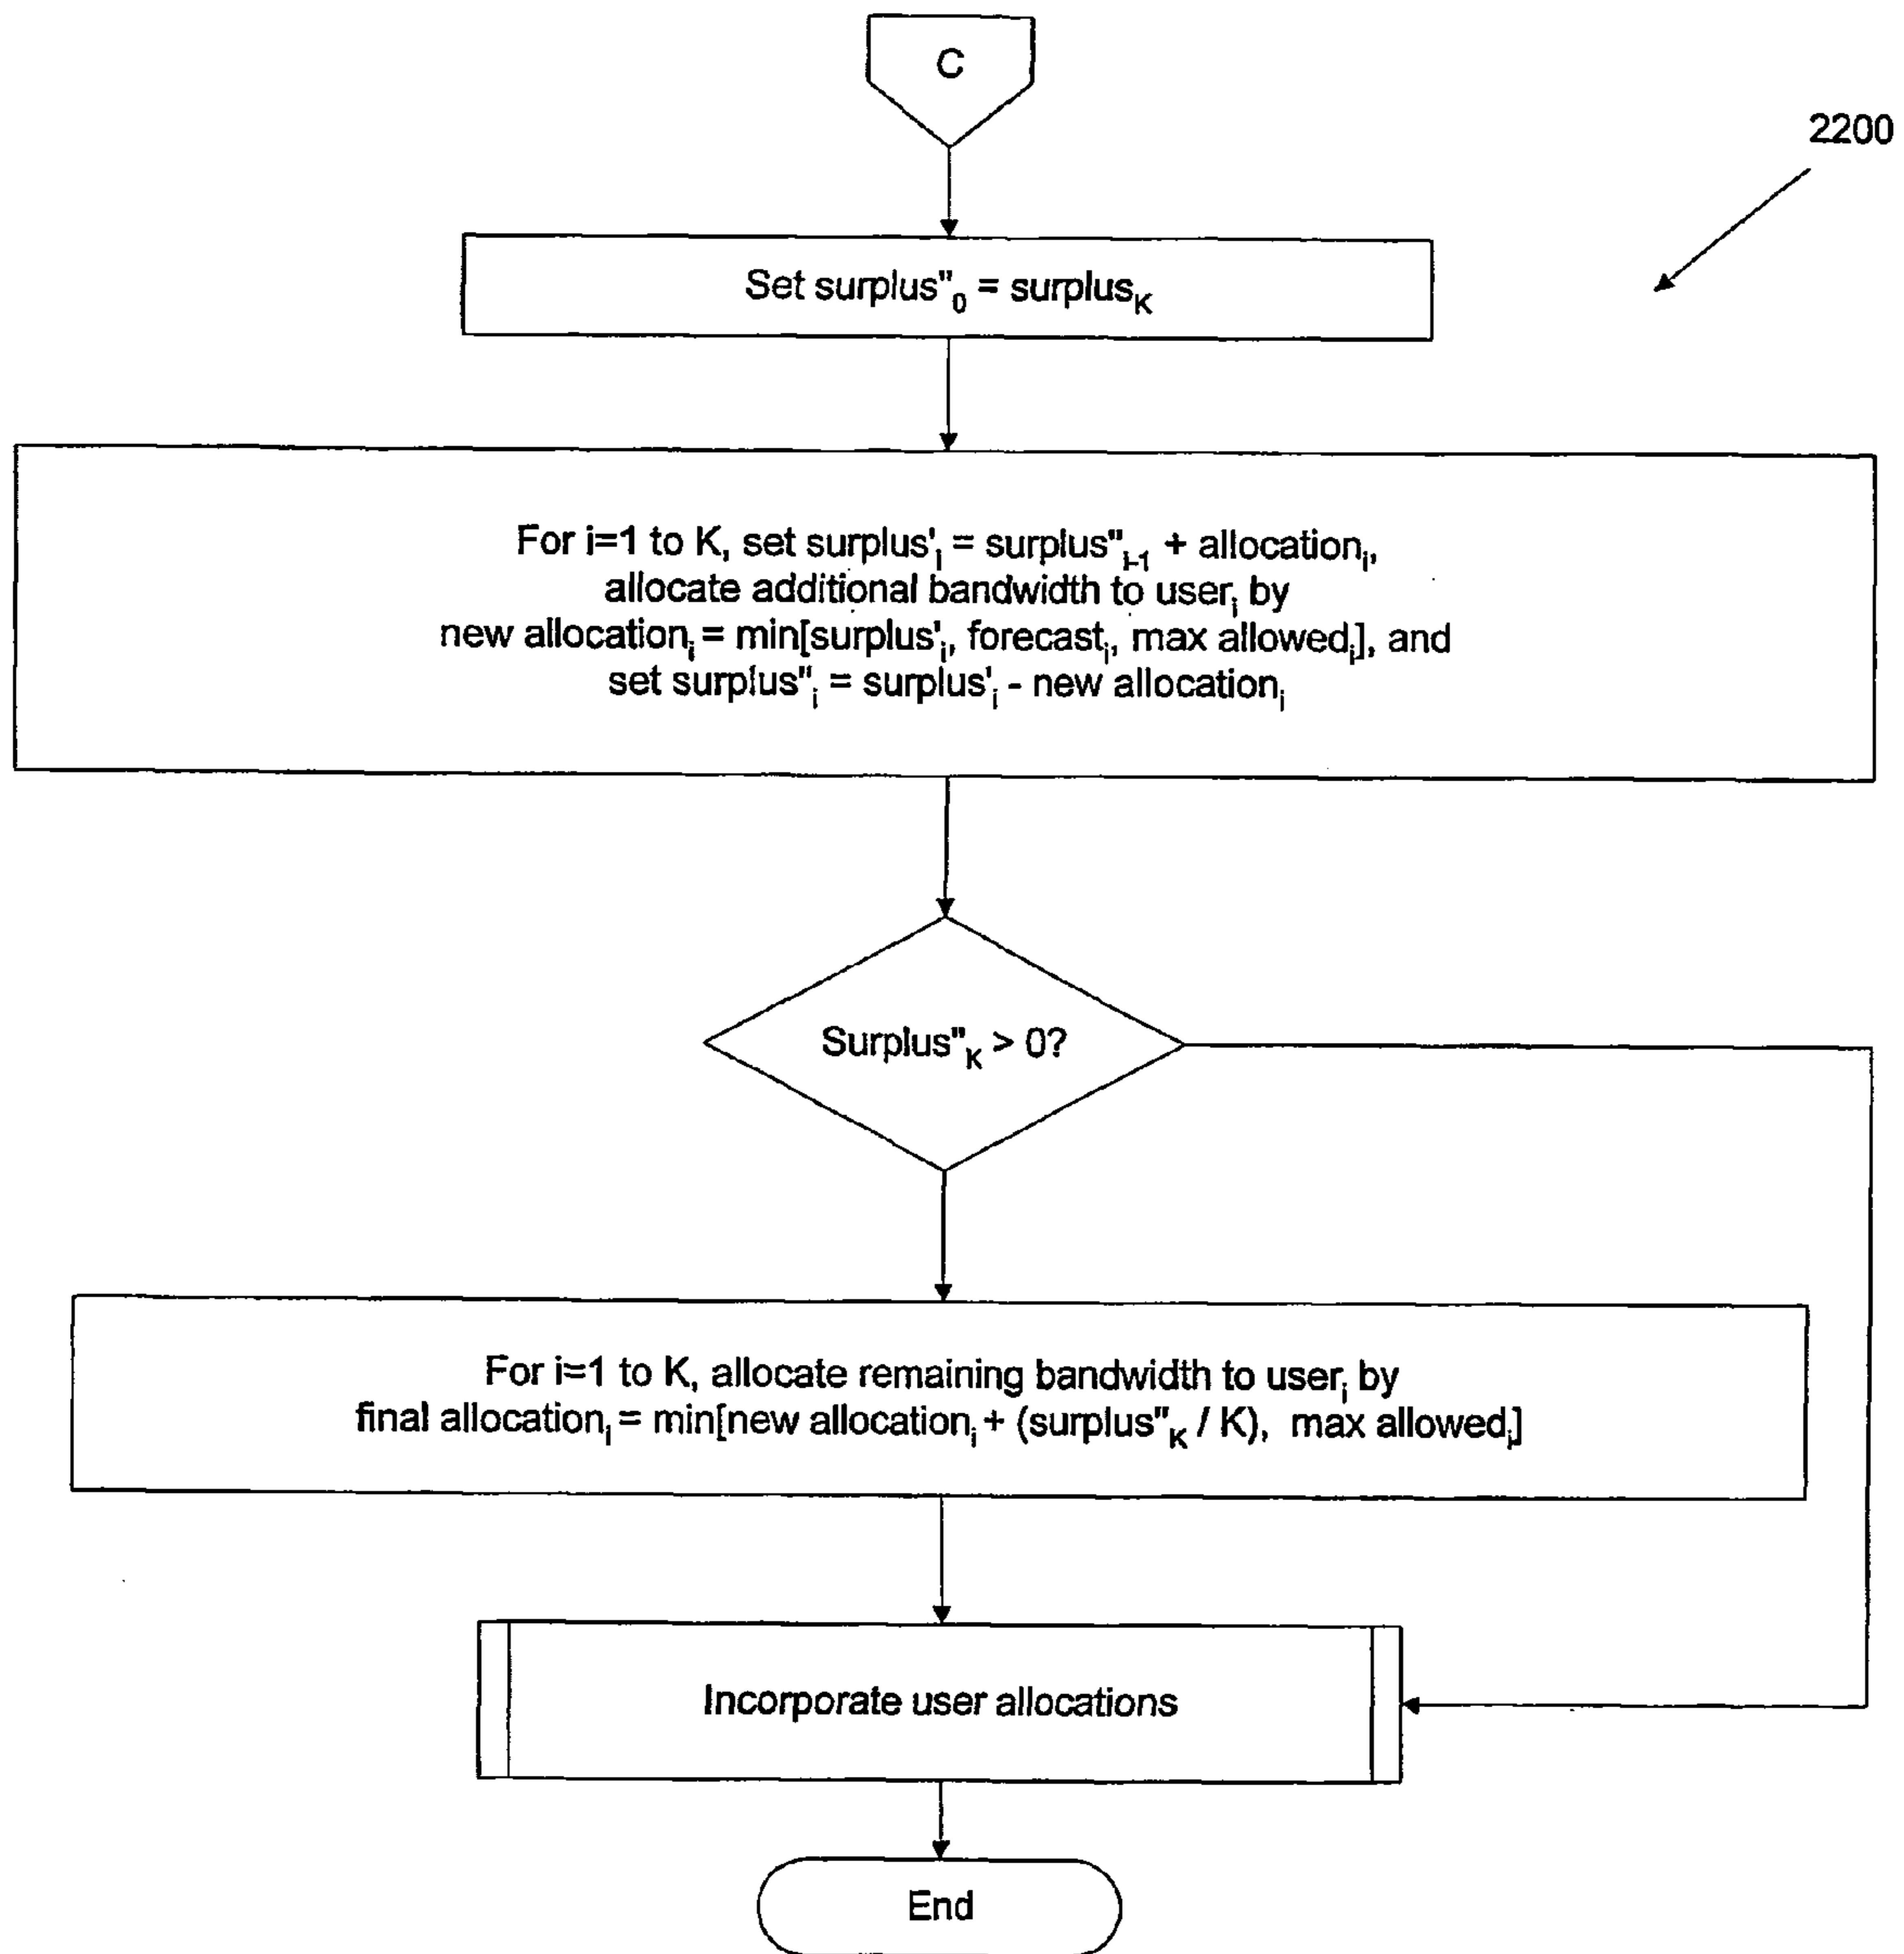 C
2200
Set surplus"₀ = surplusₖ
For i=1 to K, set surplus'ᵢ = surplus"ᵢ₋₁ + allocationᵢ,
allocate additional bandwidth to userᵢ by
new allocationᵢ = min[surplus'ᵢ, forecastᵢ, max allowedᵢ], and
set surplus"ᵢ = surplus'ᵢ - new allocationᵢ
Surplus"ₖ > 0?
For i=1 to K, allocate remaining bandwidth to userᵢ by
final allocationᵢ = min[new allocationᵢ + (surplus"ₖ / K), max allowedᵢ]
Incorporate user allocations
End